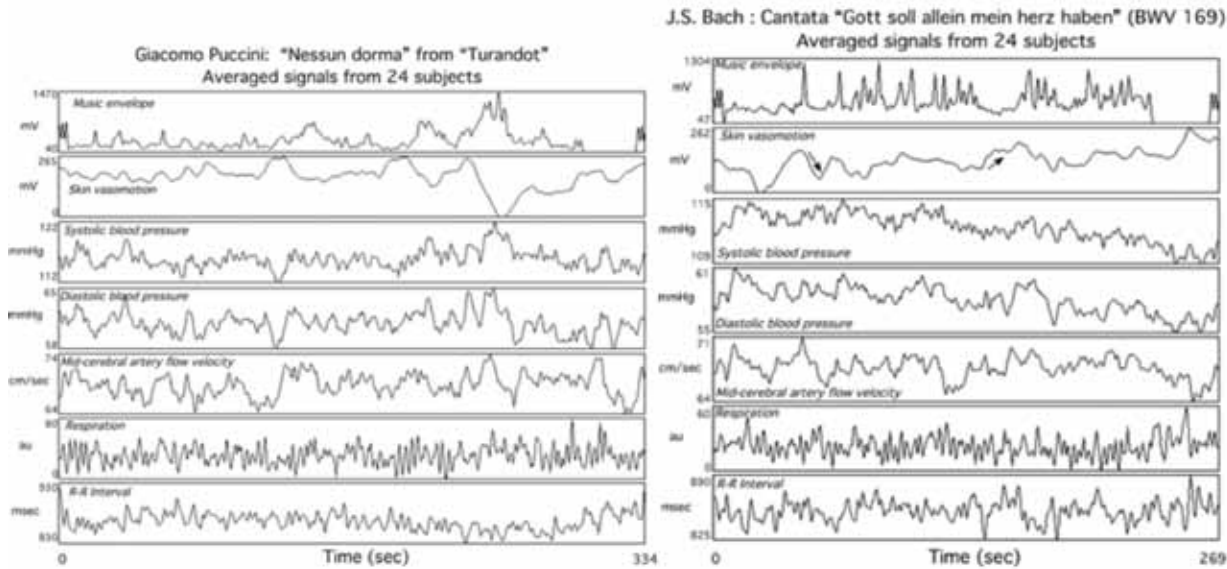 Giacomo Puccini: "Nessun dorma" from "Turandot"
Averaged signals from 24 subjects
1470
Music envelope
mV
40
265
mV
Skin vasomotion
0
122
Systolic blood pressure
mmHg
112
65
Diastolic blood pressure
mmHg
58
74
Mid-cerebral artery flow velocity
cm/sec
64
80
Respiration
au
0
930
R-R Interval
msec
850
0
Time (sec)
334
J.S. Bach : Cantata "Gott soll allein mein herz haben" (BWV 169)
Averaged signals from 24 subjects
1304
Music envelope
mV
47
262
Skin vasomotion
mV
0
115
mmHg
109
Systolic blood pressure
61
mmHg
55
Diastolic blood pressure
71
cm/sec
64
Mid-cerebral artery flow velocity
60
Respiration
au
0
890
R-R Interval
msec
825
0
Time (sec)
269